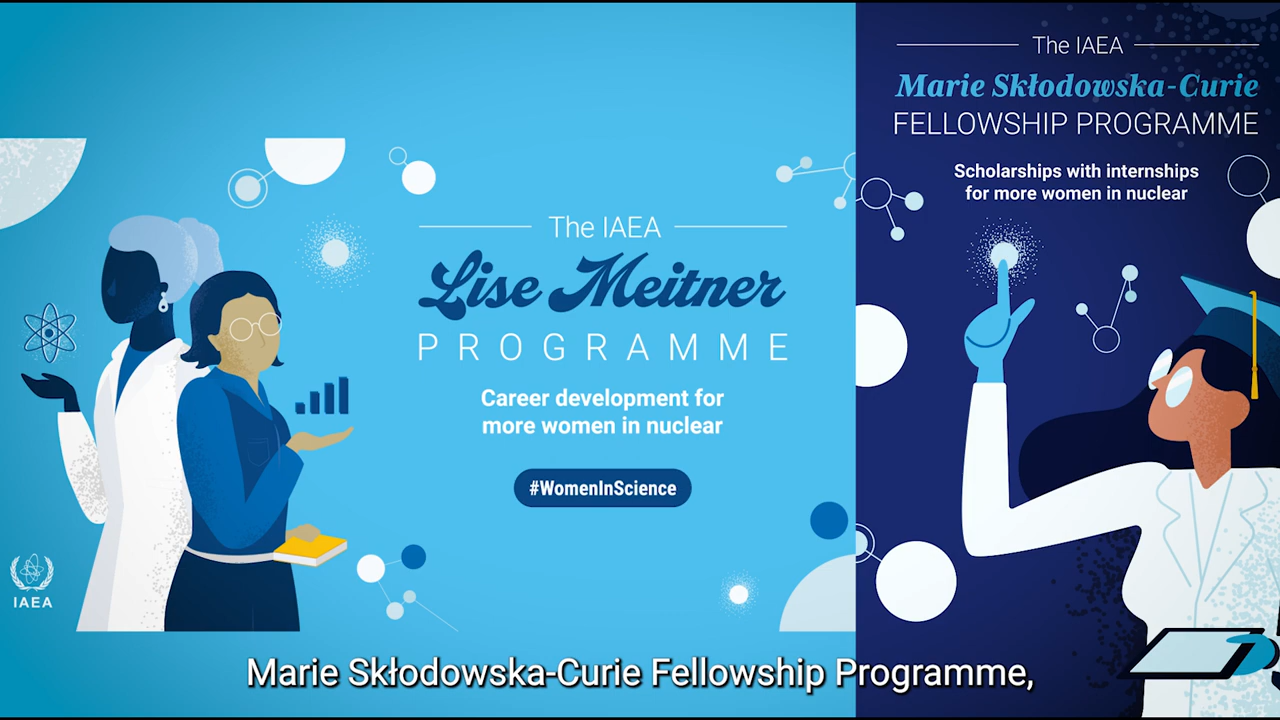 The IAEA
Lise Meitner
PROGRAMME
Career development for
more women in nuclear
#WomenInScience
IAEA
The IAEA
Marie Skłodowska-Curie
FELLOWSHIP PROGRAMME
Scholarships with internships
for more women in nuclear
Marie Skłodowska-Curie Fellowship Programme,